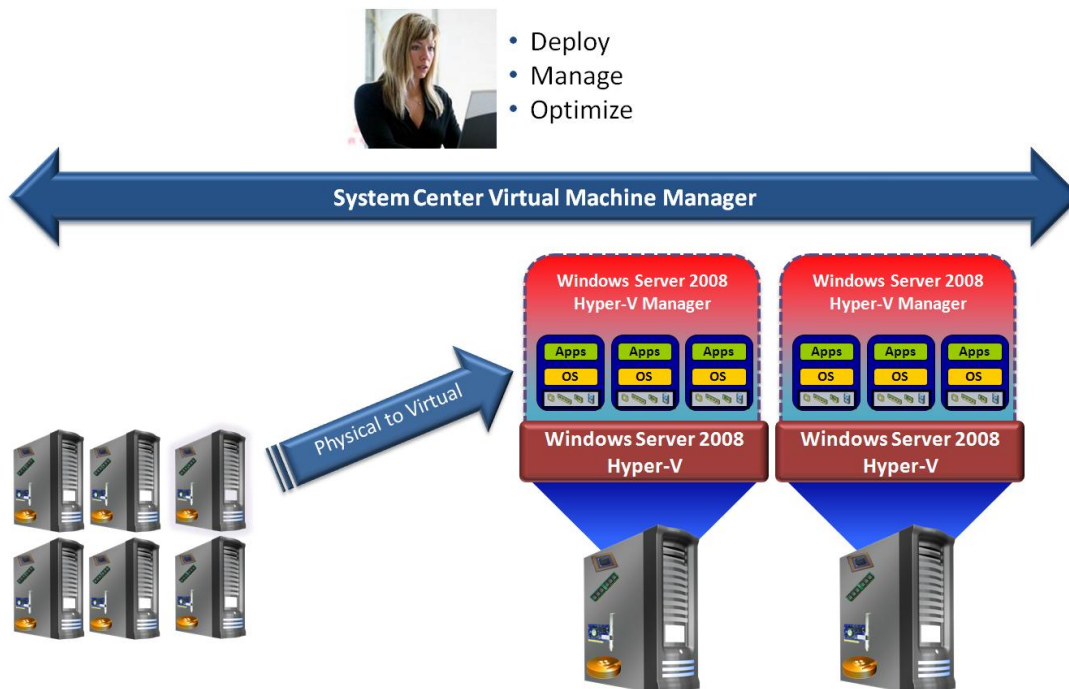 • Deploy
• Manage
• Optimize
System Center Virtual Machine Manager
Windows Server 2008
Hyper-V Manager
Apps
Apps
Apps
OS
OS
OS
Windows Server 2008
Hyper-V
Windows Server 2008
Hyper-V Manager
Apps
Apps
Apps
OS
OS
OS
Windows Server 2008
Hyper-V
Physical to Virtual